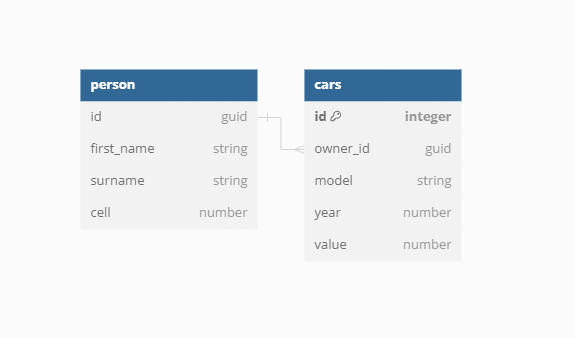 person
id guid
first_name string
surname string
cell number
cars
id integer
owner_id guid
model string
year number
value number